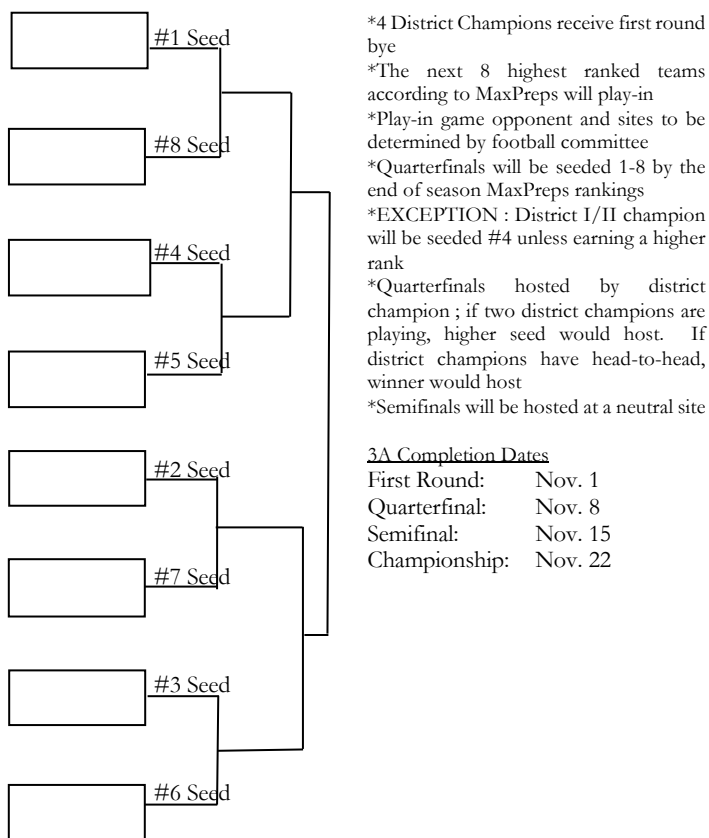 #1 Seed
#8 Seed
#4 Seed
#5 Seed
#2 Seed
#7 Seed
#3 Seed
#6 Seed
*4 District Champions receive first round
bye
*The next 8 highest ranked teams
according to MaxPreps will play-in
*Play-in game opponent and sites to be
determined by football committee
*Quarterfinals will be seeded 1-8 by the
end of season MaxPreps rankings
*EXCEPTION : District I/II champion
will be seeded #4 unless earning a higher
rank
*Quarterfinals hosted by district
champion ; if two district champions are
playing, higher seed would host. If
district champions have head-to-head,
winner would host
*Semifinals will be hosted at a neutral site
3A Completion Dates
First Round: Nov. 1
Quarterfinal: Nov. 8
Semifinal: Nov. 15
Championship: Nov. 22